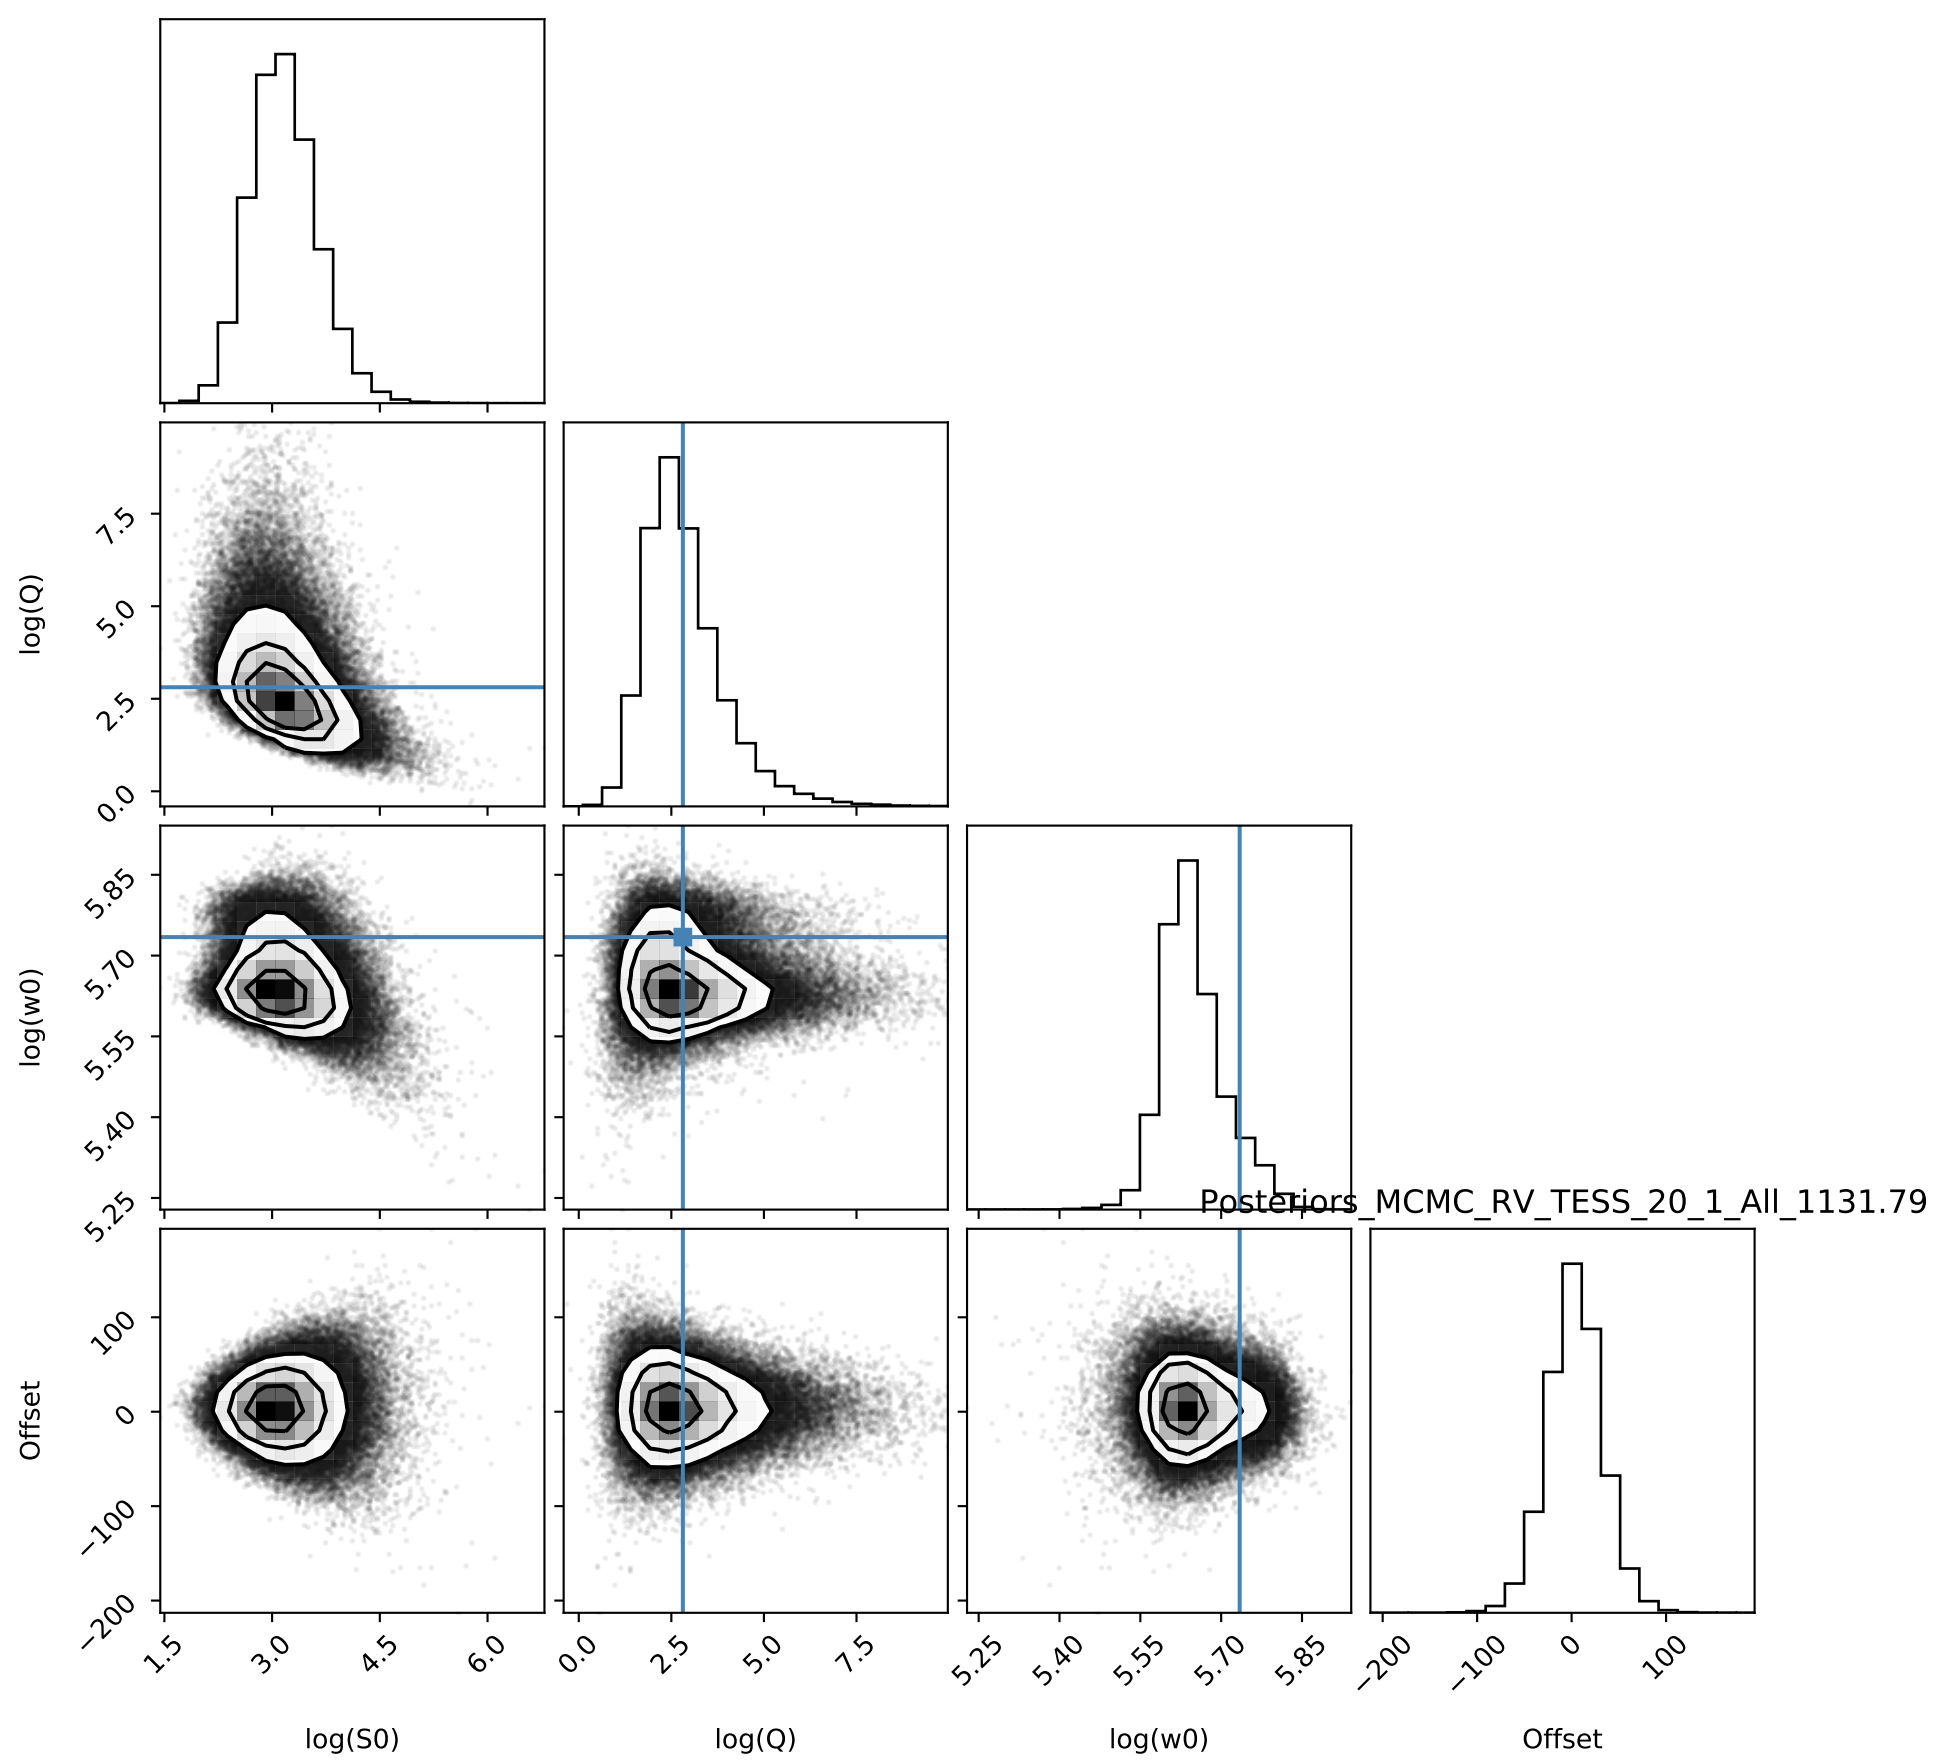 7.5
5.0
2.5
0.0
log(Q)
5.85
5.70
5.55
5.40
5.25
log(w0)
Posteriors_MCMC_RV_TESS_20_1_All_1131.79
100
0
−100
−200
Offset
1.5 3.0 4.5 6.0 0.0 2.5 5.0 7.5 5.25 5.40 5.55 5.70 5.85 −200 −100 0 100
log(S0) log(Q) log(w0) Offset